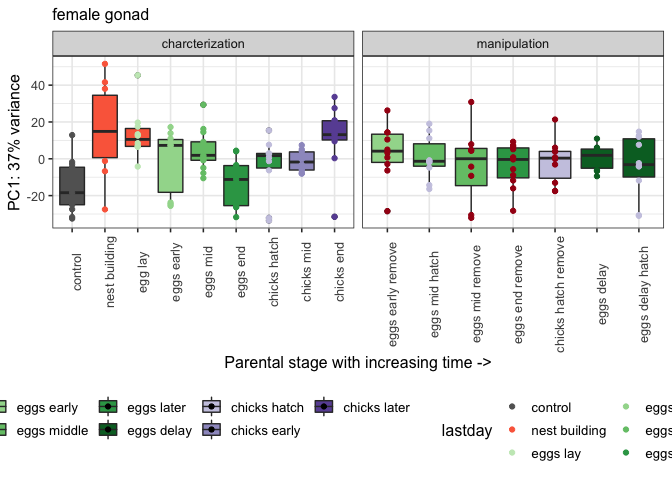 female gonad
charcterization
manipulation
PC1: 37% variance
40
20
0
-20
control
nest building
egg lay
eggs early
eggs mid
eggs end
chicks hatch
chicks mid
chicks end
eggs early remove
eggs mid hatch
eggs mid remove
eggs end remove
chicks hatch remove
eggs delay
eggs delay hatch
Parental stage with increasing time ->
eggs early
eggs later
chicks hatch
chicks later
eggs middle
eggs delay
chicks early
lastday
control
nest building
eggs lay
eggs
eggs
eggs